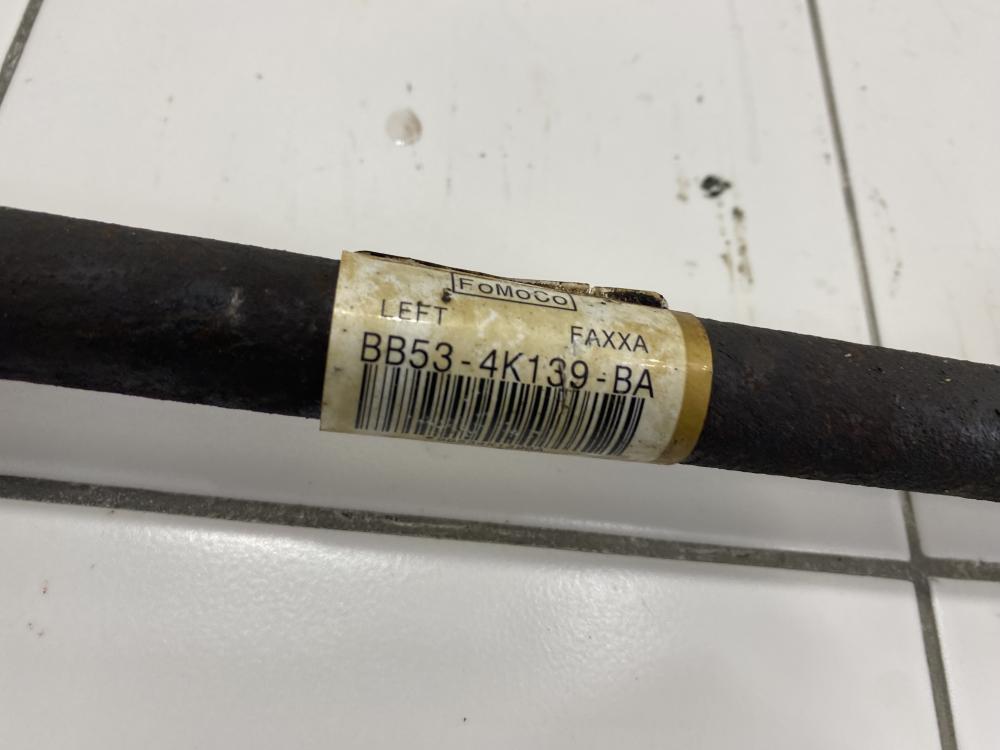 FoMoCo
LEFT FAXXA
BB53-4K139-BA